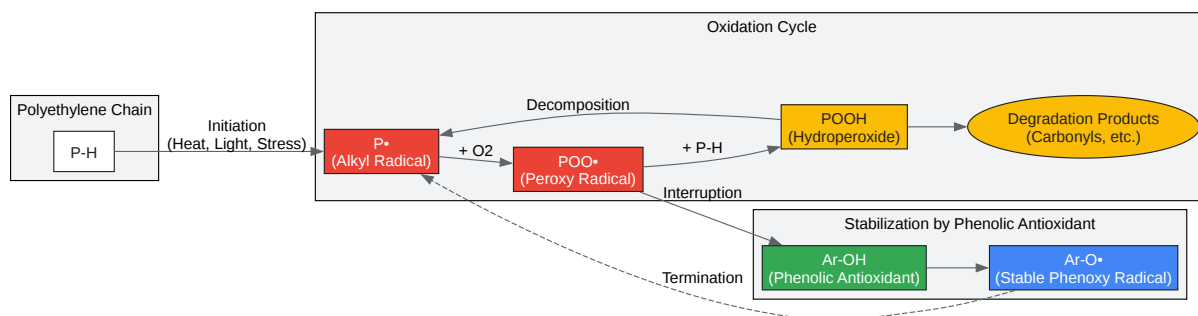 Oxidation Cycle
Polyethylene Chain
P-H
Initiation
(Heat, Light, Stress)
P•
(Alkyl Radical)
+ O2
POO•
(Peroxy Radical)
Decomposition
+ P-H
POOH
(Hydroperoxide)
Degradation Products
(Carbonyls, etc.)
Interruption
Stabilization by Phenolic Antioxidant
Ar-OH
(Phenolic Antioxidant)
Ar-O•
(Stable Phenoxy Radical)
Termination